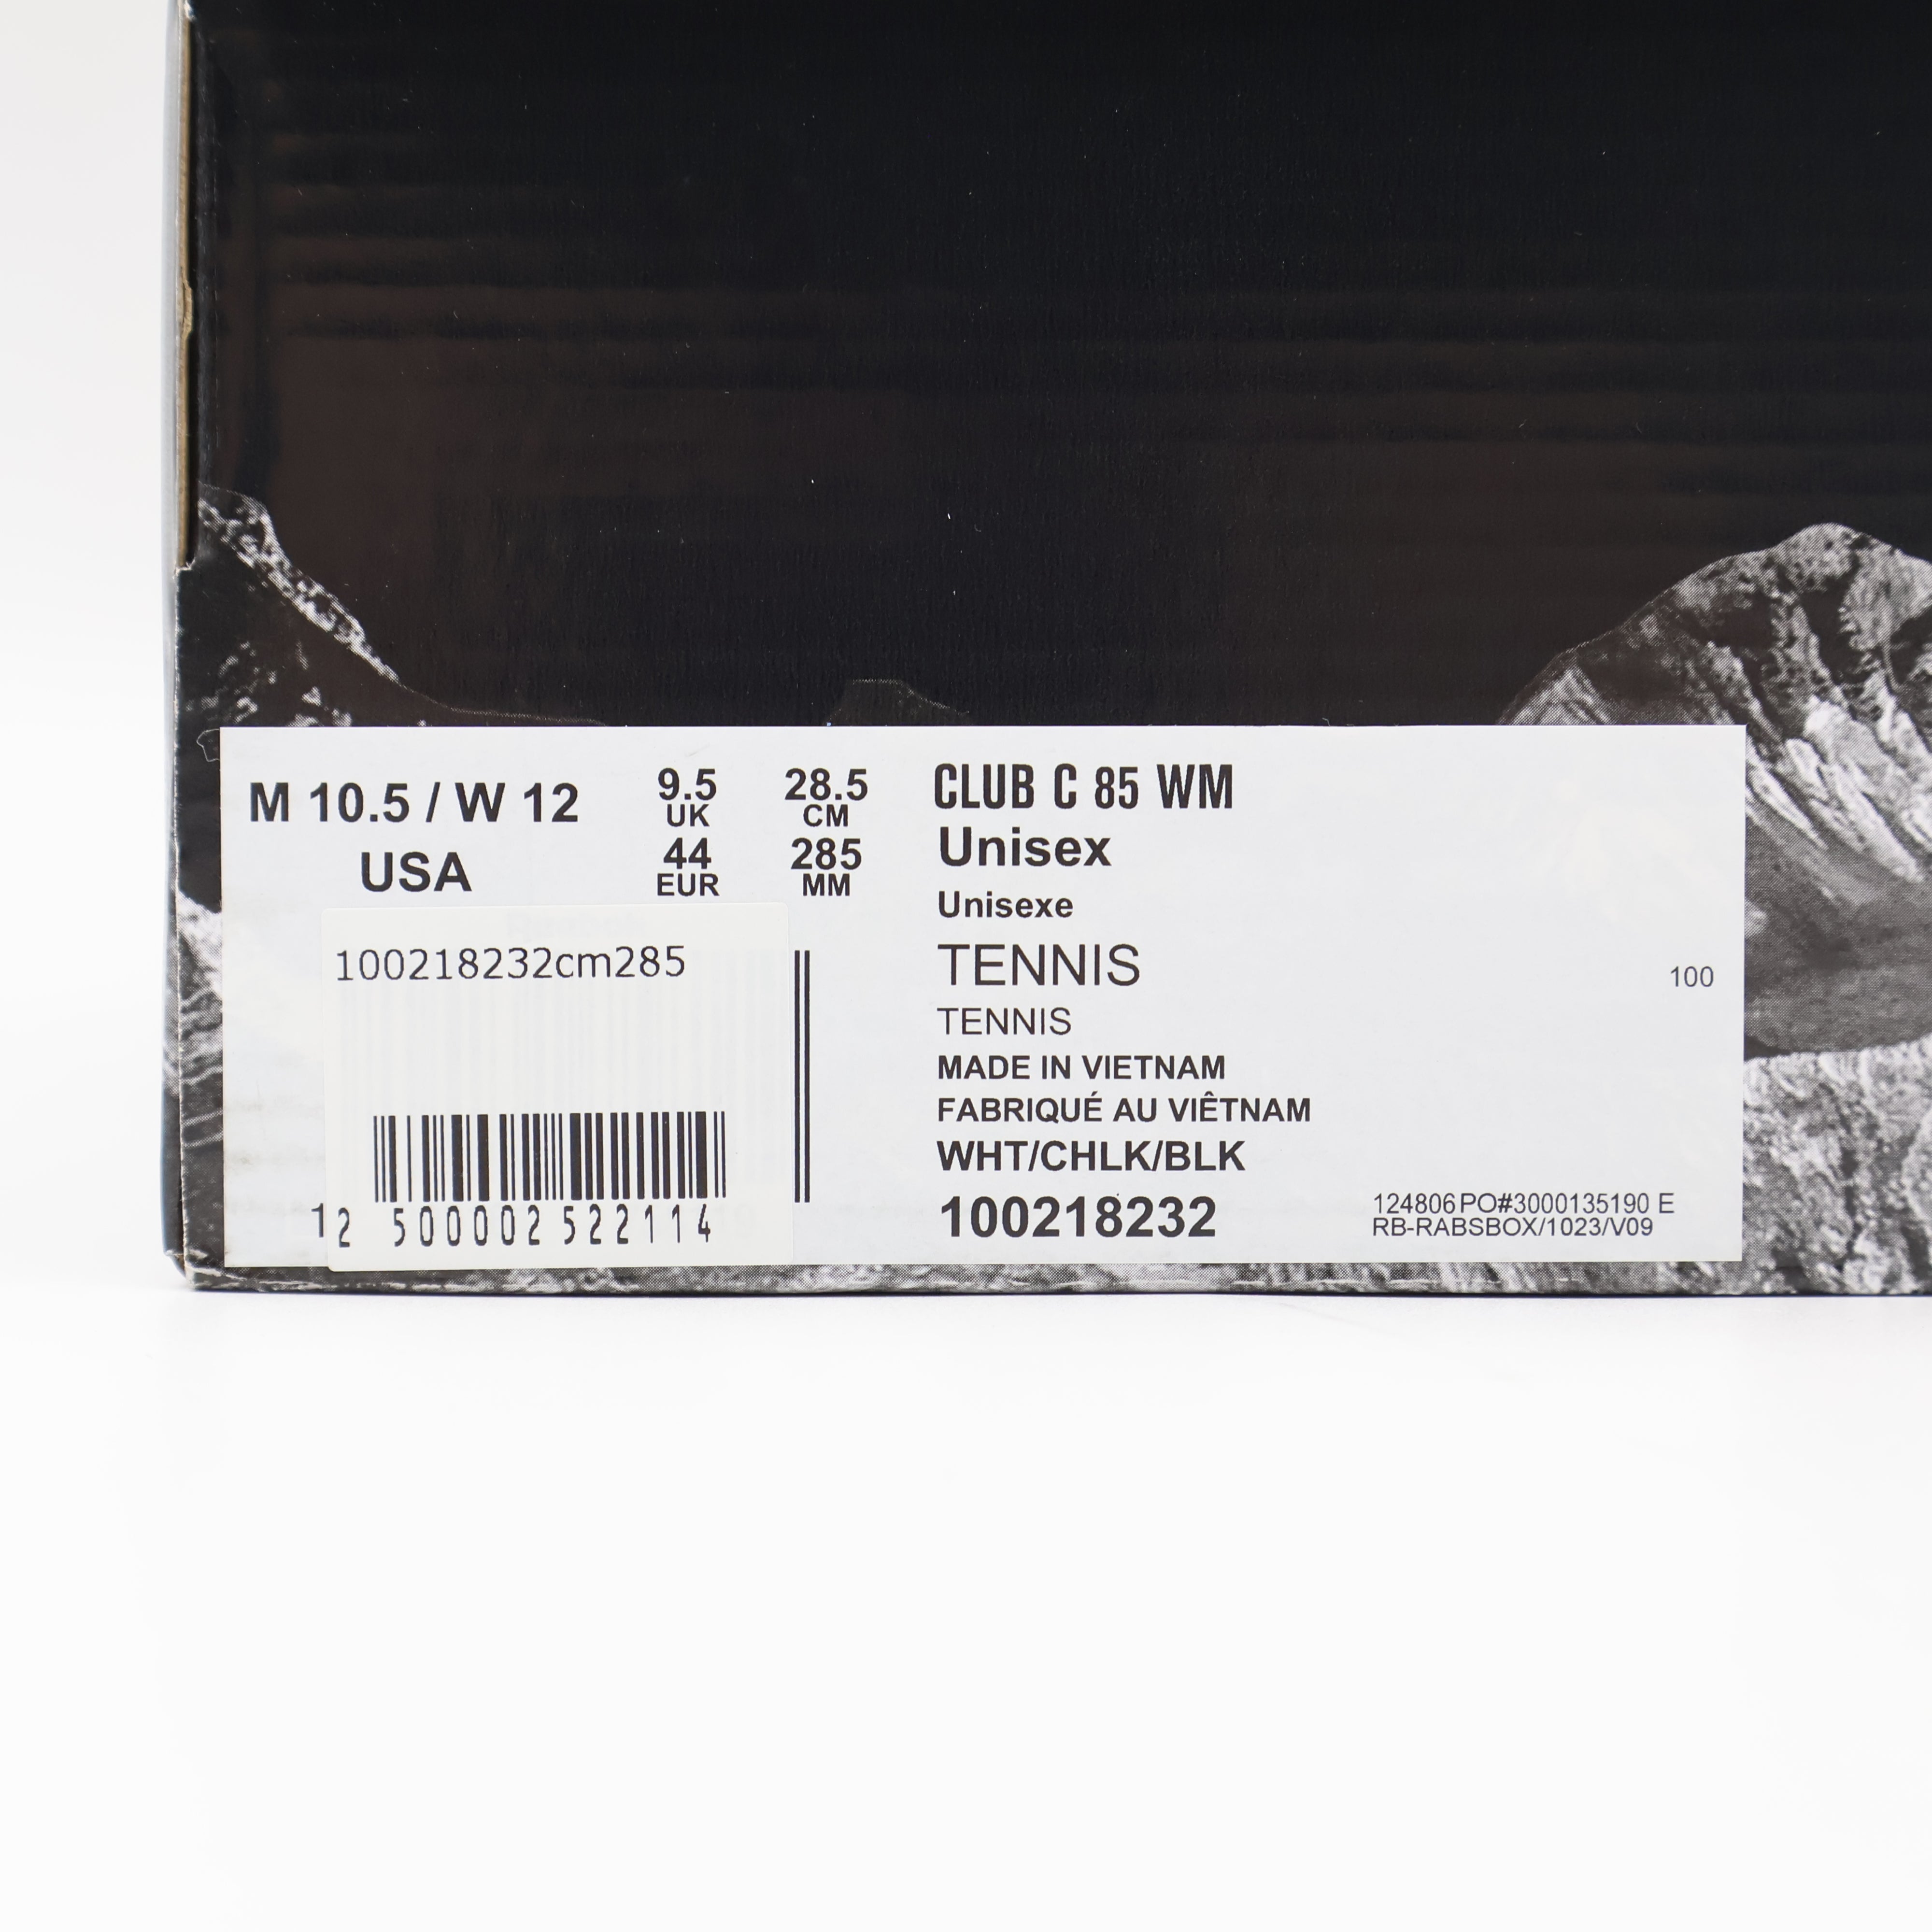 M 10.5 / W 12
USA
9.5
UK
44
EUR
28.5
CM
285
MM
CLUB C 85 WM
Unisex
Unisexe
TENNIS
TENNIS
100
MADE IN VIETNAM
FABRIQUÉ AU VIÊTNAM
WHT/CHLK/BLK
100218232
124806 PO#3000135190 E
RB-RABSBOX/1023/V09
100218232cm285
1
2 500002 522114